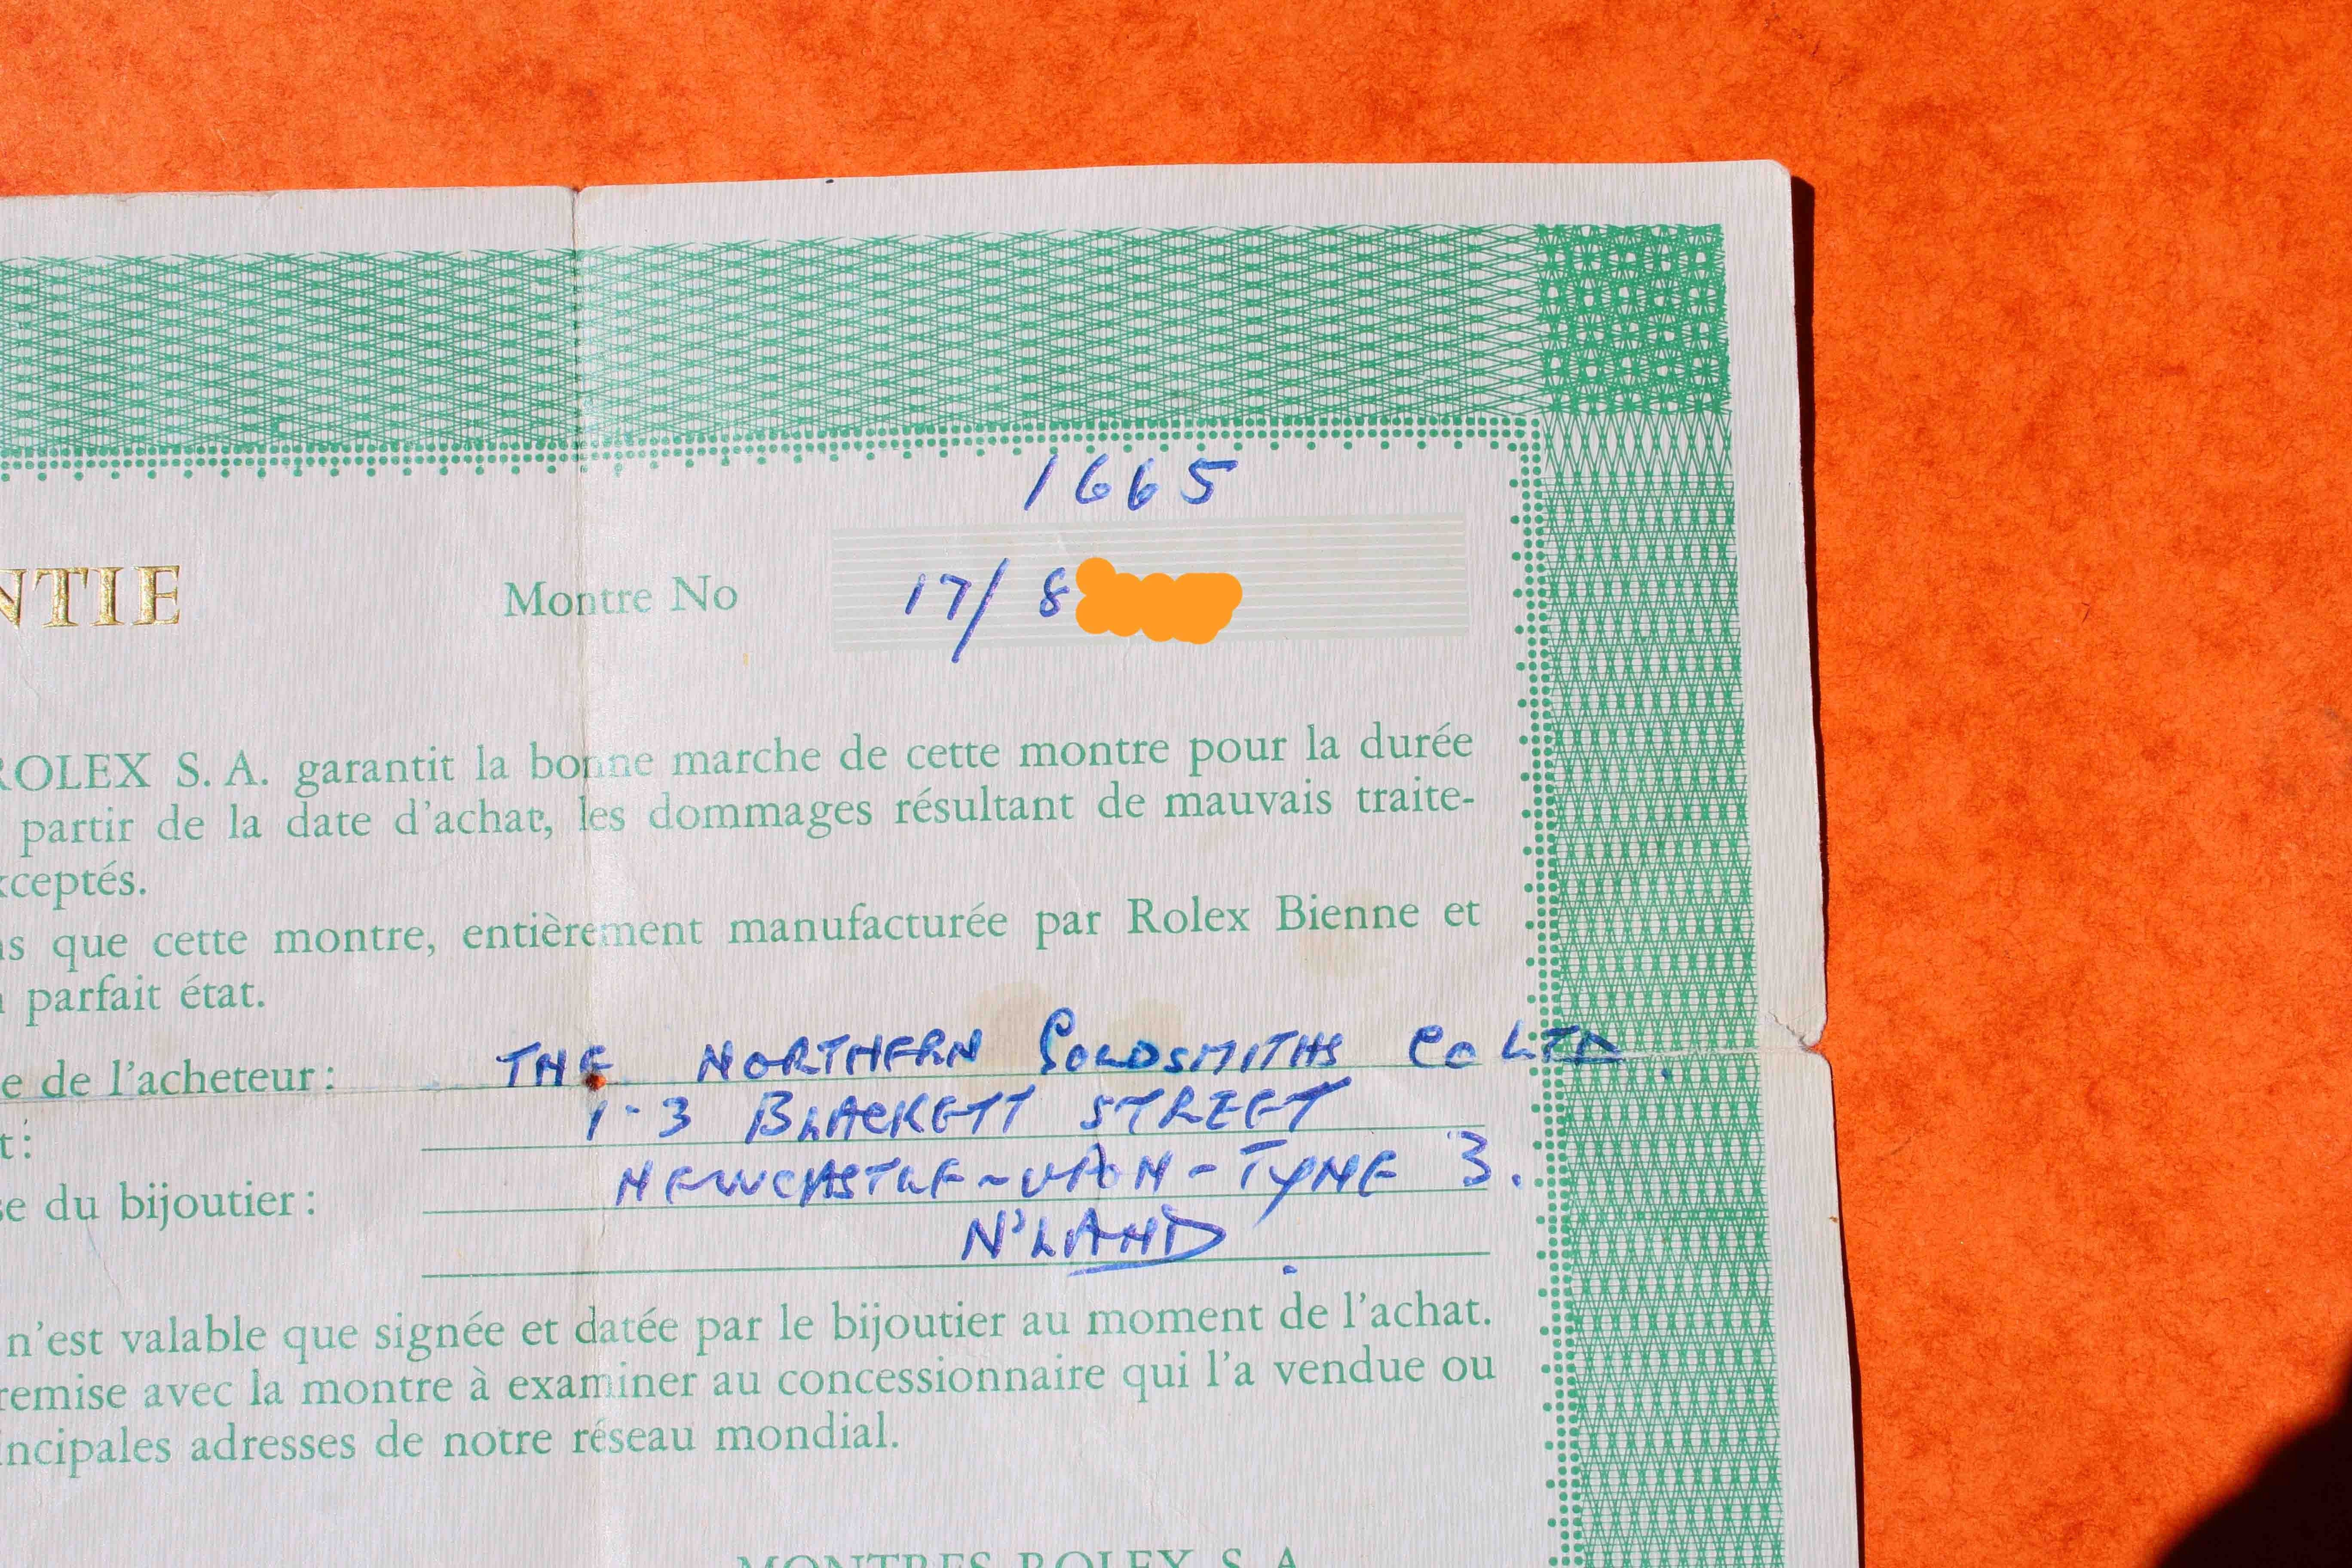 1665
NTIE Montre No 17/ 8
ROLEX S. A. garantit la bonne marche de cette montre pour la durée
partir de la date d'achat, les dommages résultant de mauvais traite-
xceptés.
ns que cette montre, entièrement manufacturée par Rolex Bienne et
parfait état.
e de l'acheteur: THE NORTHERN GOLDSMITHS Co LTD.
t: 1-3 BLACKETT STREET
se du bijoutier: NEWCASTLE-UPON-TYNE 3.
N'LAND
n'est valable que signée et datée par le bijoutier au moment de l'achat.
remise avec la montre à examiner au concessionnaire qui l'a vendue ou
incipales adresses de notre réseau mondial.
MONTRES ROLEX S. A.